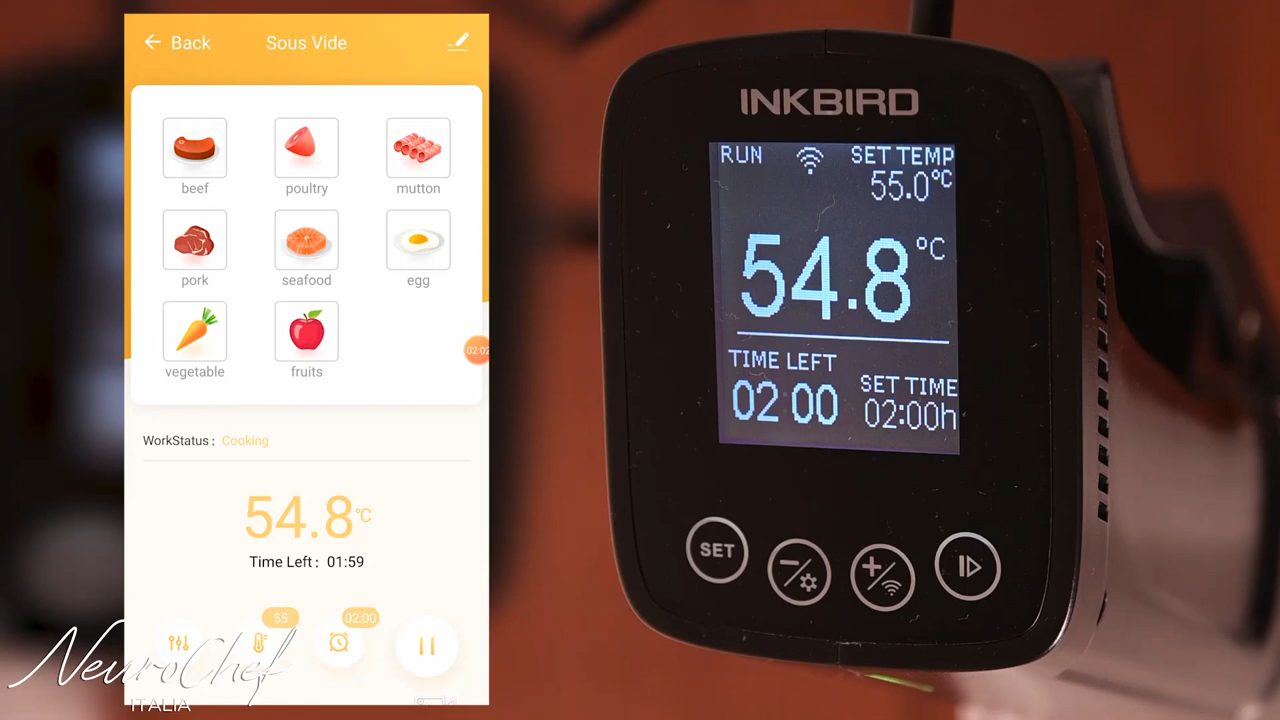 Back
Sous Vide
beef
poultry
mutton
pork
seafood
egg
vegetable
fruits
02:02
WorkStatus : Cooking
54.8°C
Time Left : 01:59
55
02:00
NeuroChef
ITALIA
INKBIRD
RUN
SET TEMP
55.0°C
54.8°C
TIME LEFT
02 00
SET TIME
02:00h
SET